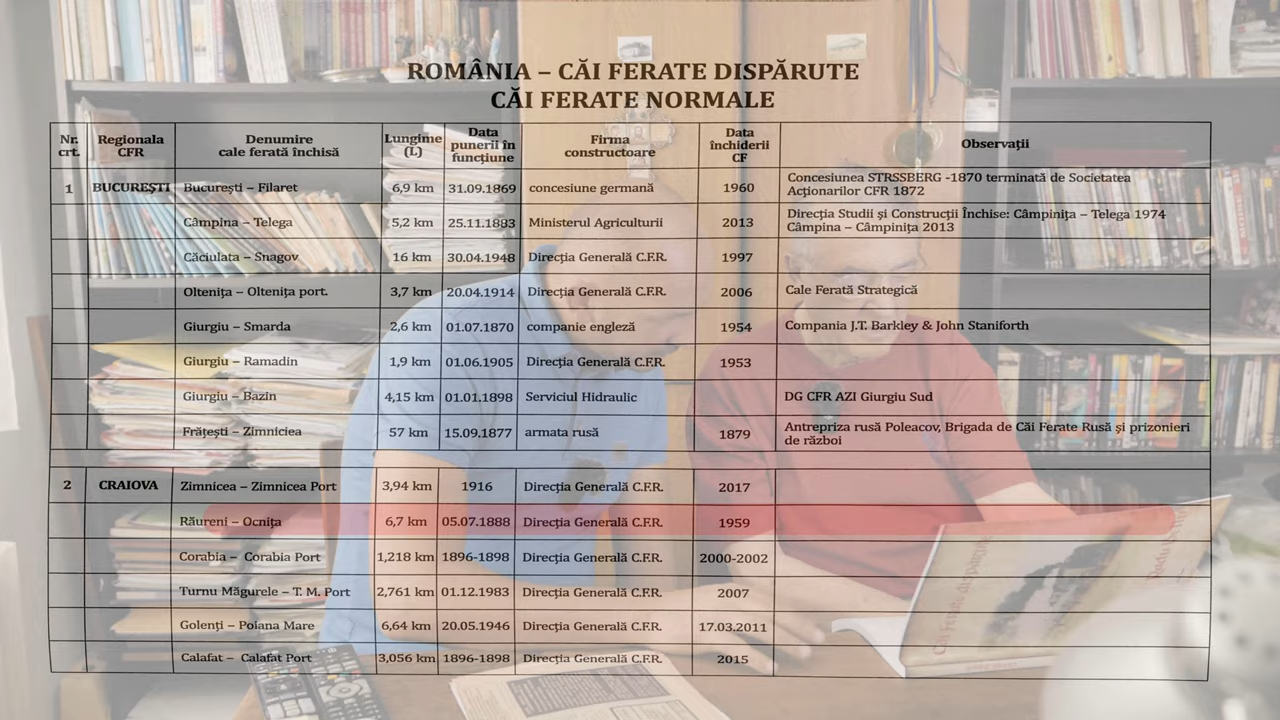 ROMÂNIA – CĂI FERATE DISPĂRUTE
CĂI FERATE NORMALE
Nr. crt. Regionala CFR Denumire cale ferată închisă Lungime (L) Data punerii în funcțiune Firma constructoare Data închiderii CF Observații
1 BUCUREȘTI București – Filaret 6,9 km 31.09.1869 concesiune germană 1960 Concesiunea STRSSBERG -1870 terminată de Societatea
Acționarilor CFR 1872
Câmpina – Telega 5,2 km 25.11.1883 Ministerul Agriculturii 2013 Direcția Studii și Construcții Închise: Câmpinița – Telega 1974
Câmpina – Câmpinița 2013
Căciulata – Snagov 16 km 30.04.1948 Direcția Generală C.F.R. 1997
Oltenița – Oltenița port. 3,7 km 20.04.1914 Direcția Generală C.F.R. 2006 Cale Ferată Strategică
Giurgiu – Smarda 2,6 km 01.07.1870 companie engleză 1954 Compania J.T. Barkley & John Staniforth
Giurgiu – Ramadin 1,9 km 01.06.1905 Direcția Generală C.F.R. 1953
Giurgiu – Bazin 4,15 km 01.01.1898 Serviciul Hidraulic DG CFR AZI Giurgiu Sud
Frătești – Zimniciea 57 km 15.09.1877 armata rusă 1879 Antrepriza rusă Poleacov, Brigada de Căi Ferate Rusă și prizonieri
de război
2 CRAIOVA Zimnicea – Zimnicea Port 3,94 km 1916 Direcția Generală C.F.R. 2017
Răureni – Ocnița 6,7 km 05.07.1888 Direcția Generală C.F.R. 1959
Corabia – Corabia Port 1,218 km 1896-1898 Direcția Generală C.F.R. 2000-2002
Turnu Măgurele – T. M. Port 2,761 km 01.12.1983 Direcția Generală C.F.R. 2007
Golenți – Poiana Mare 6,64 km 20.05.1946 Direcția Generală C.F.R. 17.03.2011
Calafat – Calafat Port 3,056 km 1896-1898 Direcția Generală C.F.R. 2015
Căi Ferate dispărute